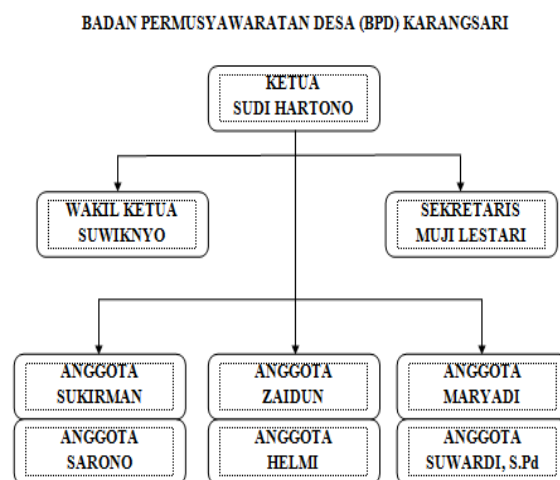 BADAN PERMUSYAWARATAN DESA (BPD) KARANGSARI
KETUA
SUDI HARTONO
WAKIL KETUA
SUWIKNYO
SEKRETARIS
MUJI LESTARI
ANGGOTA
SUKIRMAN
ANGGOTA
ZAIDUN
ANGGOTA
MARYADI
ANGGOTA
SARONO
ANGGOTA
HELMI
ANGGOTA
SUWARDI, S.Pd